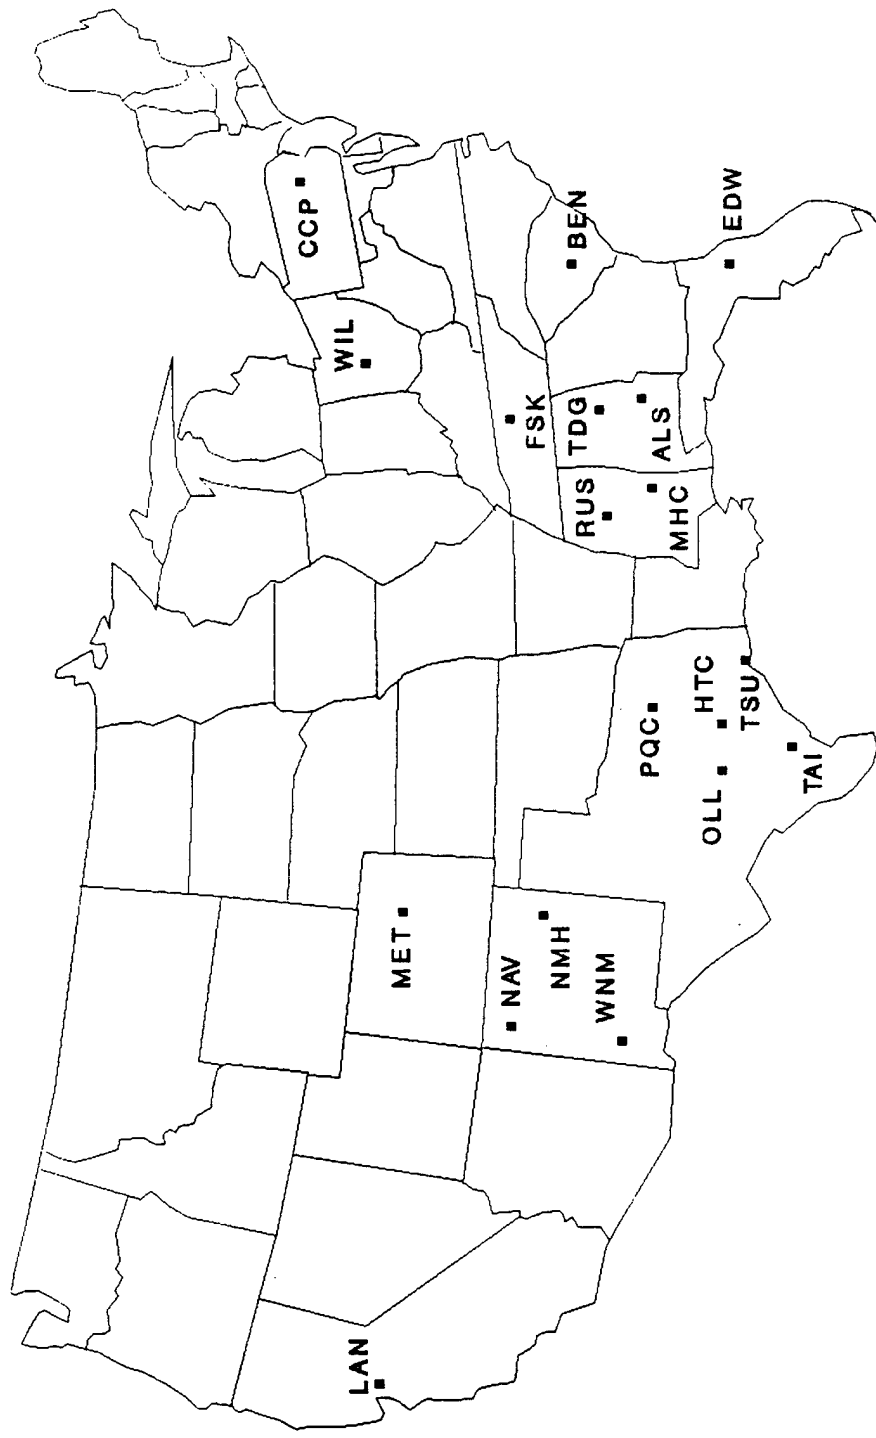 CCP
WIL
BEN
EDW
FSK
TDG
ALS
RUS
MHC
PQC
HTC
TSU
OLL
TAI
MET
NAV
NMH
WNM
LAN